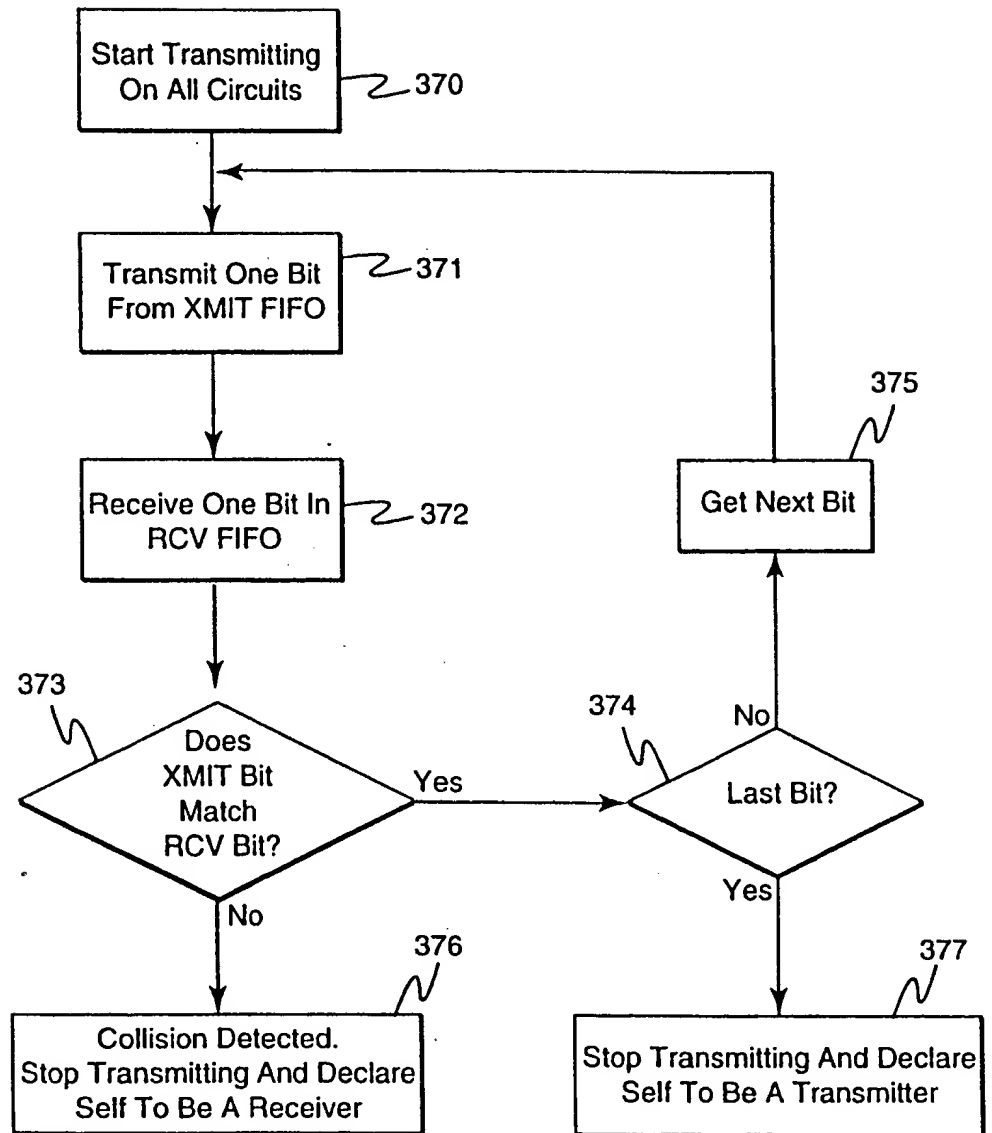 Start Transmitting
On All Circuits
370
Transmit One Bit
From XMIT FIFO
371
Receive One Bit In
RCV FIFO
372
373
Does
XMIT Bit
Match
RCV Bit?
Yes
No
374
Last Bit?
No
Yes
375
Get Next Bit
376
Collision Detected.
Stop Transmitting And Declare
Self To Be A Receiver
377
Stop Transmitting And Declare
Self To Be A Transmitter